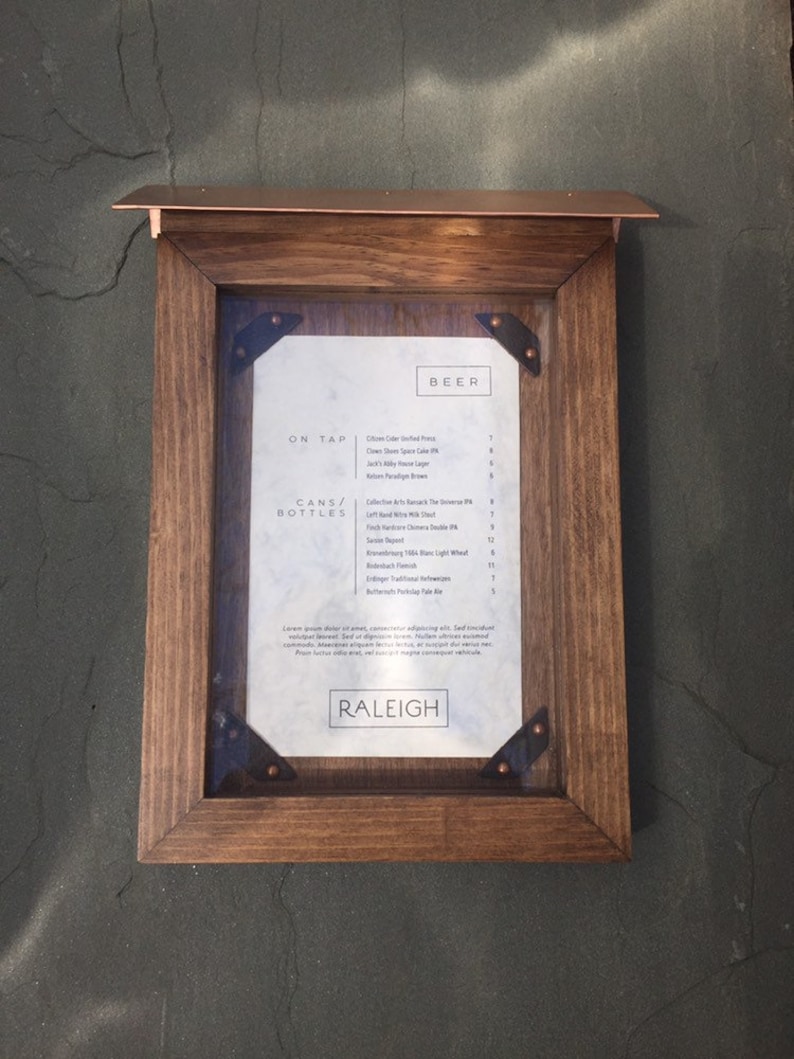 BEER
ON TAP
Citizen Cider Unified Press 7
Clown Shoes Space Cake IPA 8
Jack's Abby House Lager 6
Kelsen Paradigm Brown 6
CANS/
BOTTLES
Collective Arts Ransack The Universe IPA 8
Left Hand Nitro Milk Stout 7
Finch Hardcore Chimera Double IPA 9
Saison Dupont 12
Kronenbourg 1664 Blanc Light Wheat 6
Rodenbach Flemish 11
Erdinger Traditional Hefeweizen 7
Butternuts Porkslap Pale Ale 5
Lorem ipsum dolor sit amet, consectetur adipiscing elit. Sed tincidunt
volutpat laoreet. Sed ut dignissim lorem. Nullam ultrices euismod
commodo. Maecenas aliquam lectus lectus, ac suscipit dui varius nec.
Proin luctus odio erat, vel suscipit magna consequat vehicula.
RALEIGH